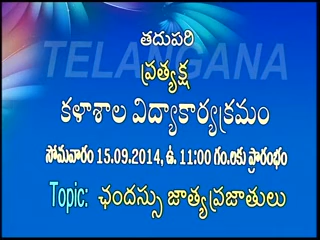 తదుపరి
TELANGANA
ప్రత్యక్ష
కళాశాల విద్యాకార్యక్రమం
సోమవారం 15.09.2014, ఉ. 11:00 గం.లకు ప్రారంభం
Topic: ఛందస్సు జాత్యప్రజాతులు